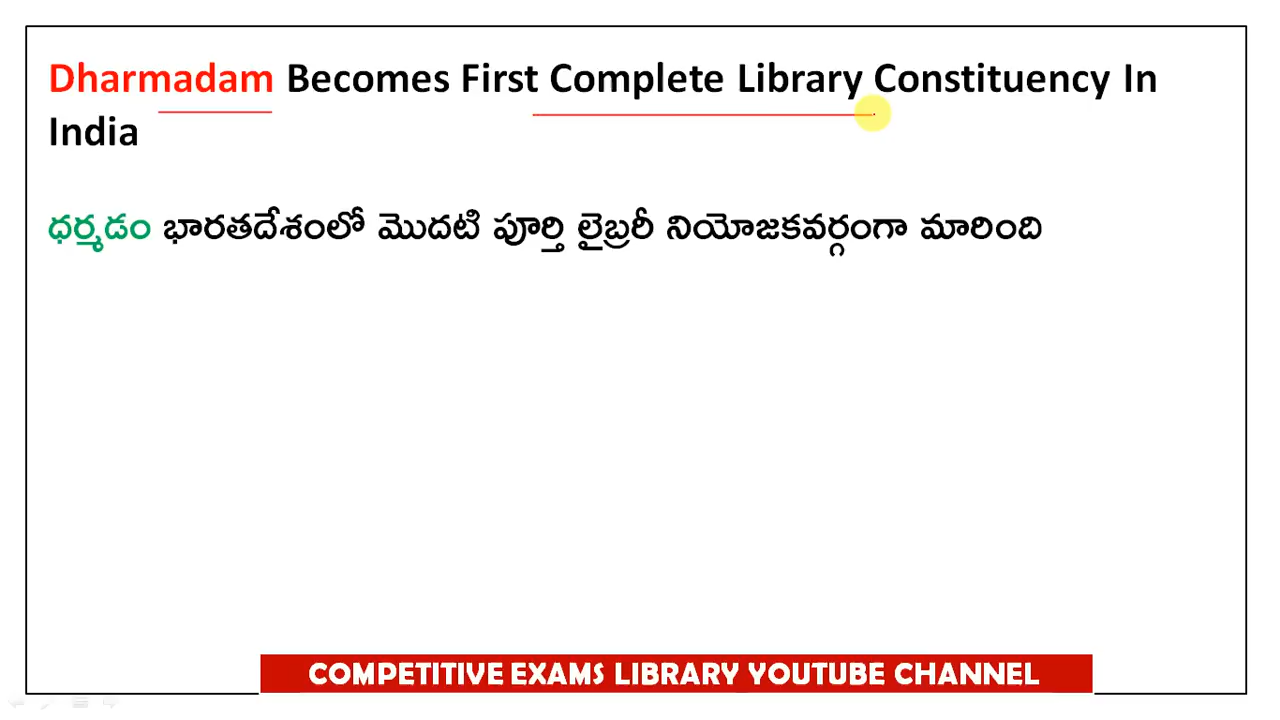 Dharmadam Becomes First Complete Library Constituency In
India
ధర్మడం భారతదేశంలో మొదటి పూర్తి లైబ్రరీ నియోజకవర్గంగా మారింది
COMPETITIVE EXAMS LIBRARY YOUTUBE CHANNEL